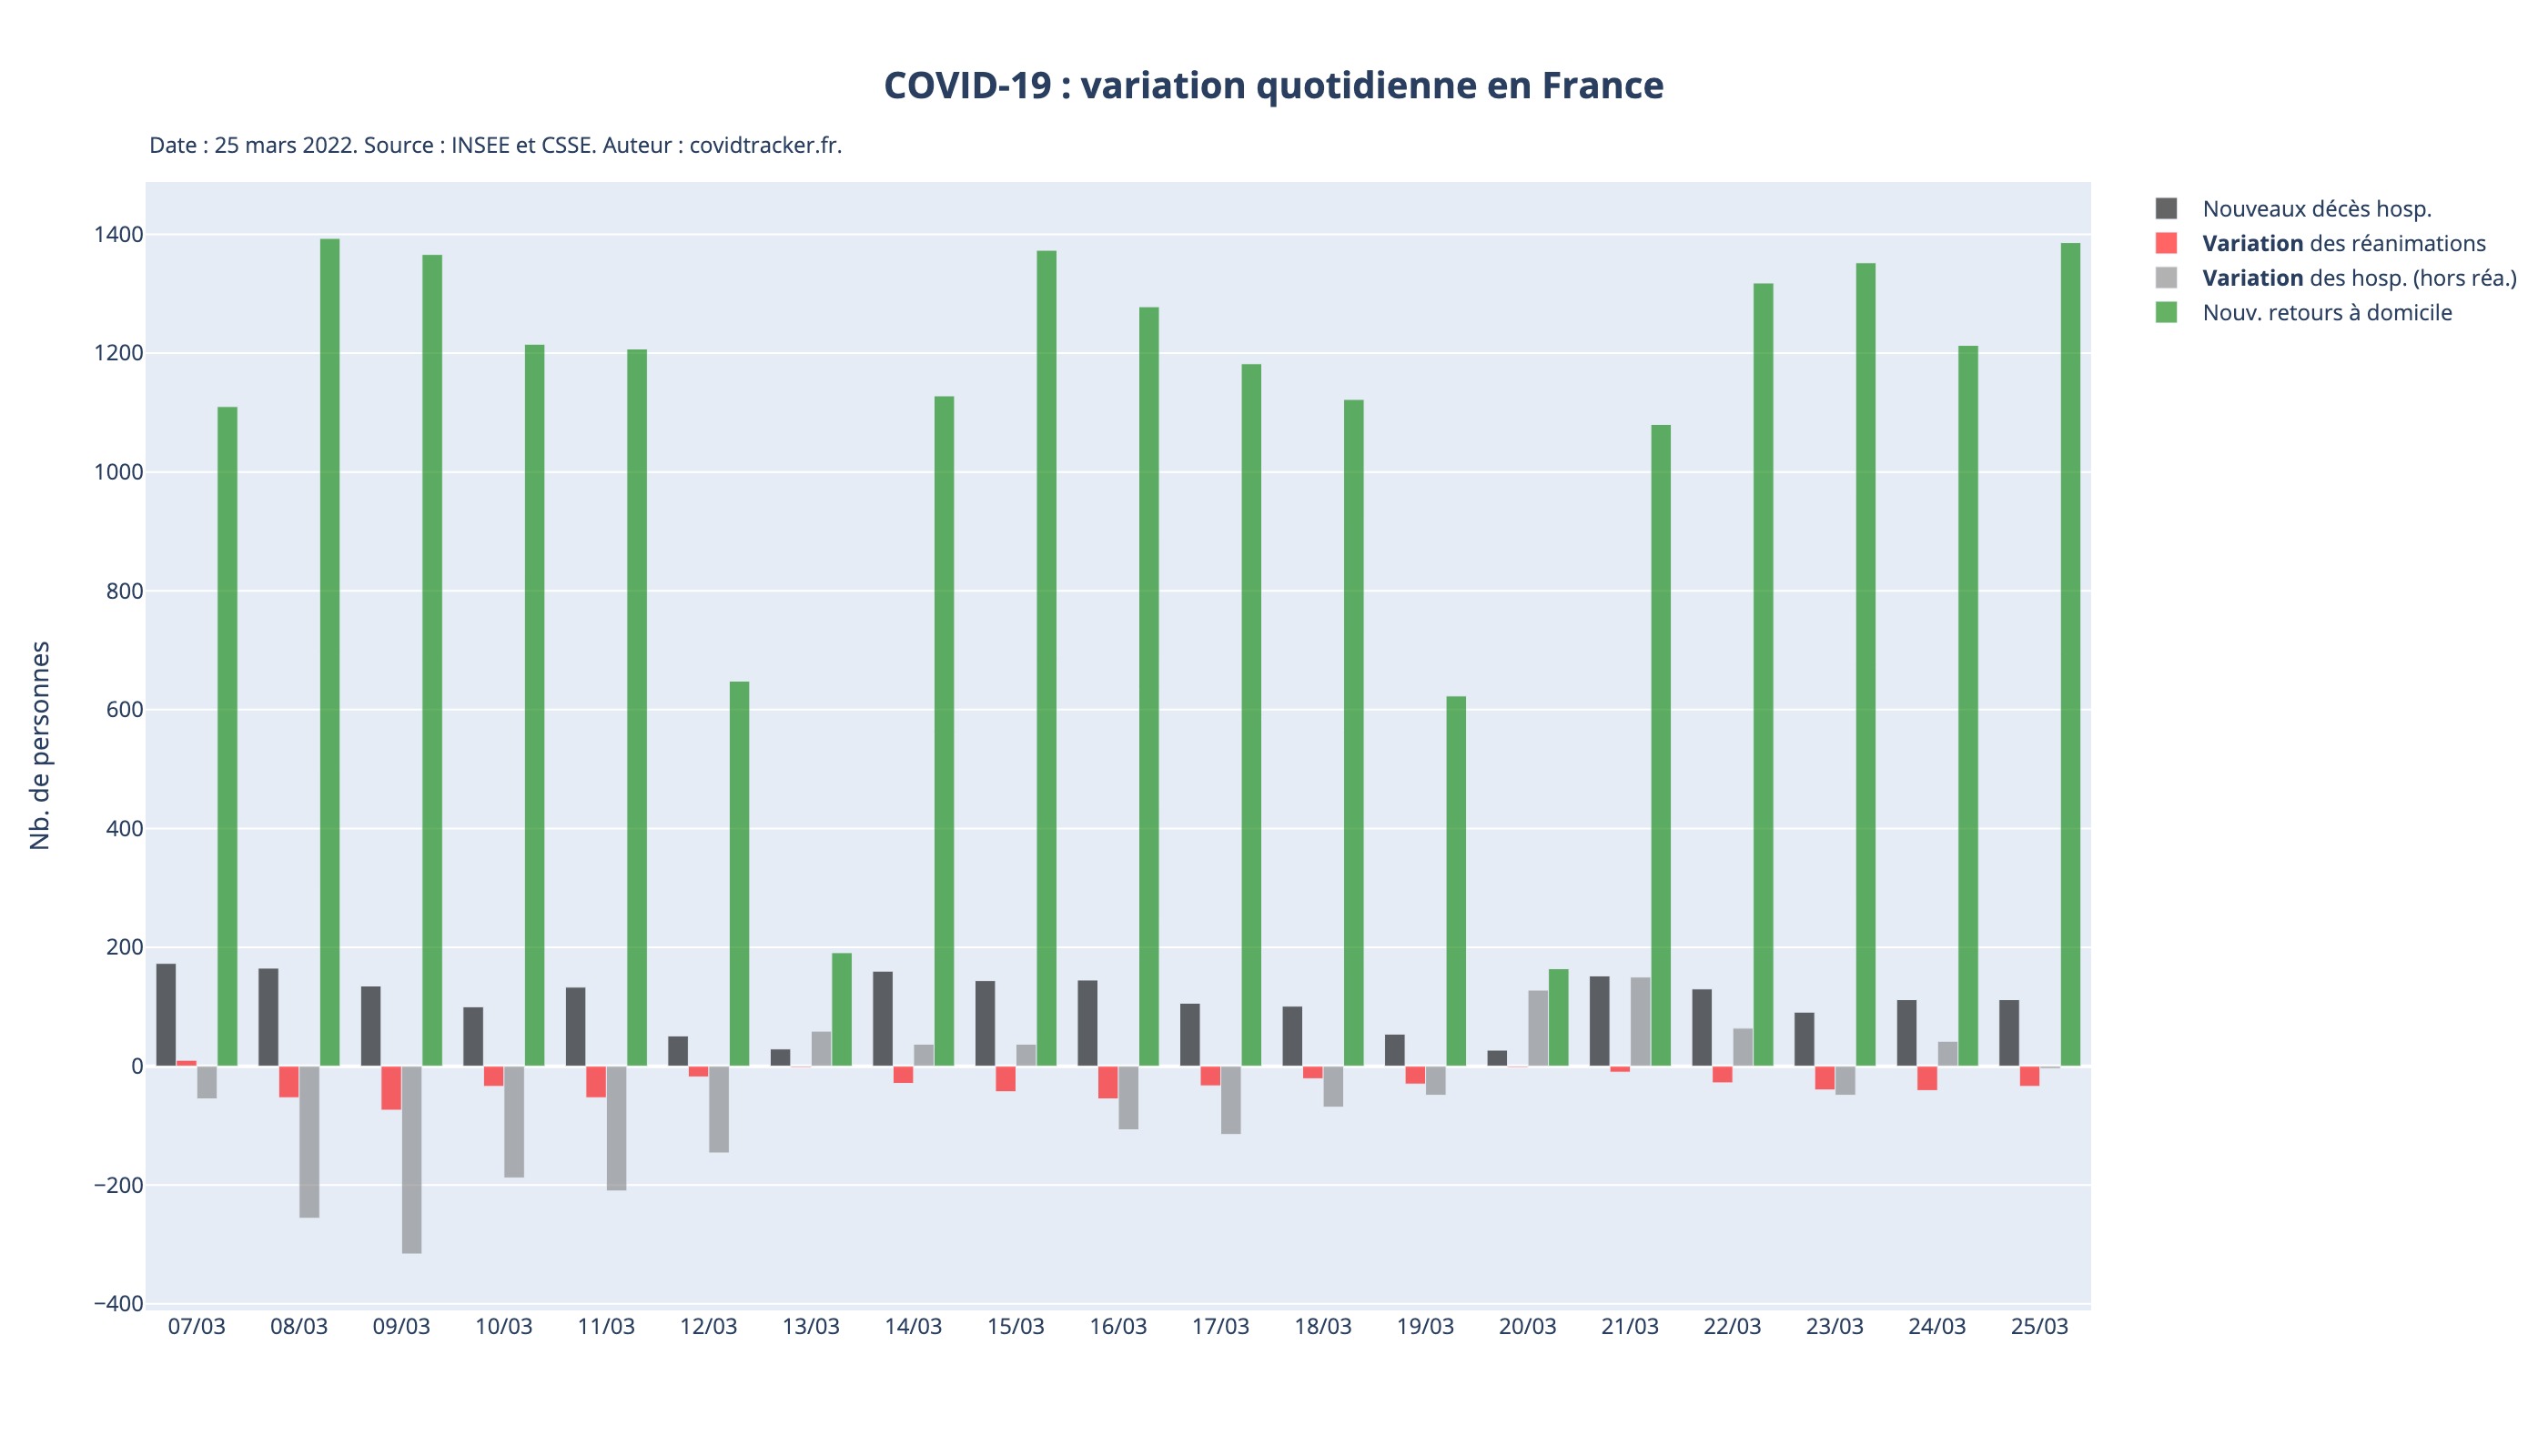 COVID-19 : variation quotidienne en France
Date : 25 mars 2022. Source : INSEE et CSSE. Auteur : covidtracker.fr.
Nouveaux décès hosp.
Variation des réanimations
Variation des hosp. (hors réa.)
Nouv. retours à domicile
Nb. de personnes
1400
1200
1000
800
600
400
200
0
−200
−400
07/03 08/03 09/03 10/03 11/03 12/03 13/03 14/03 15/03 16/03 17/03 18/03 19/03 20/03 21/03 22/03 23/03 24/03 25/03